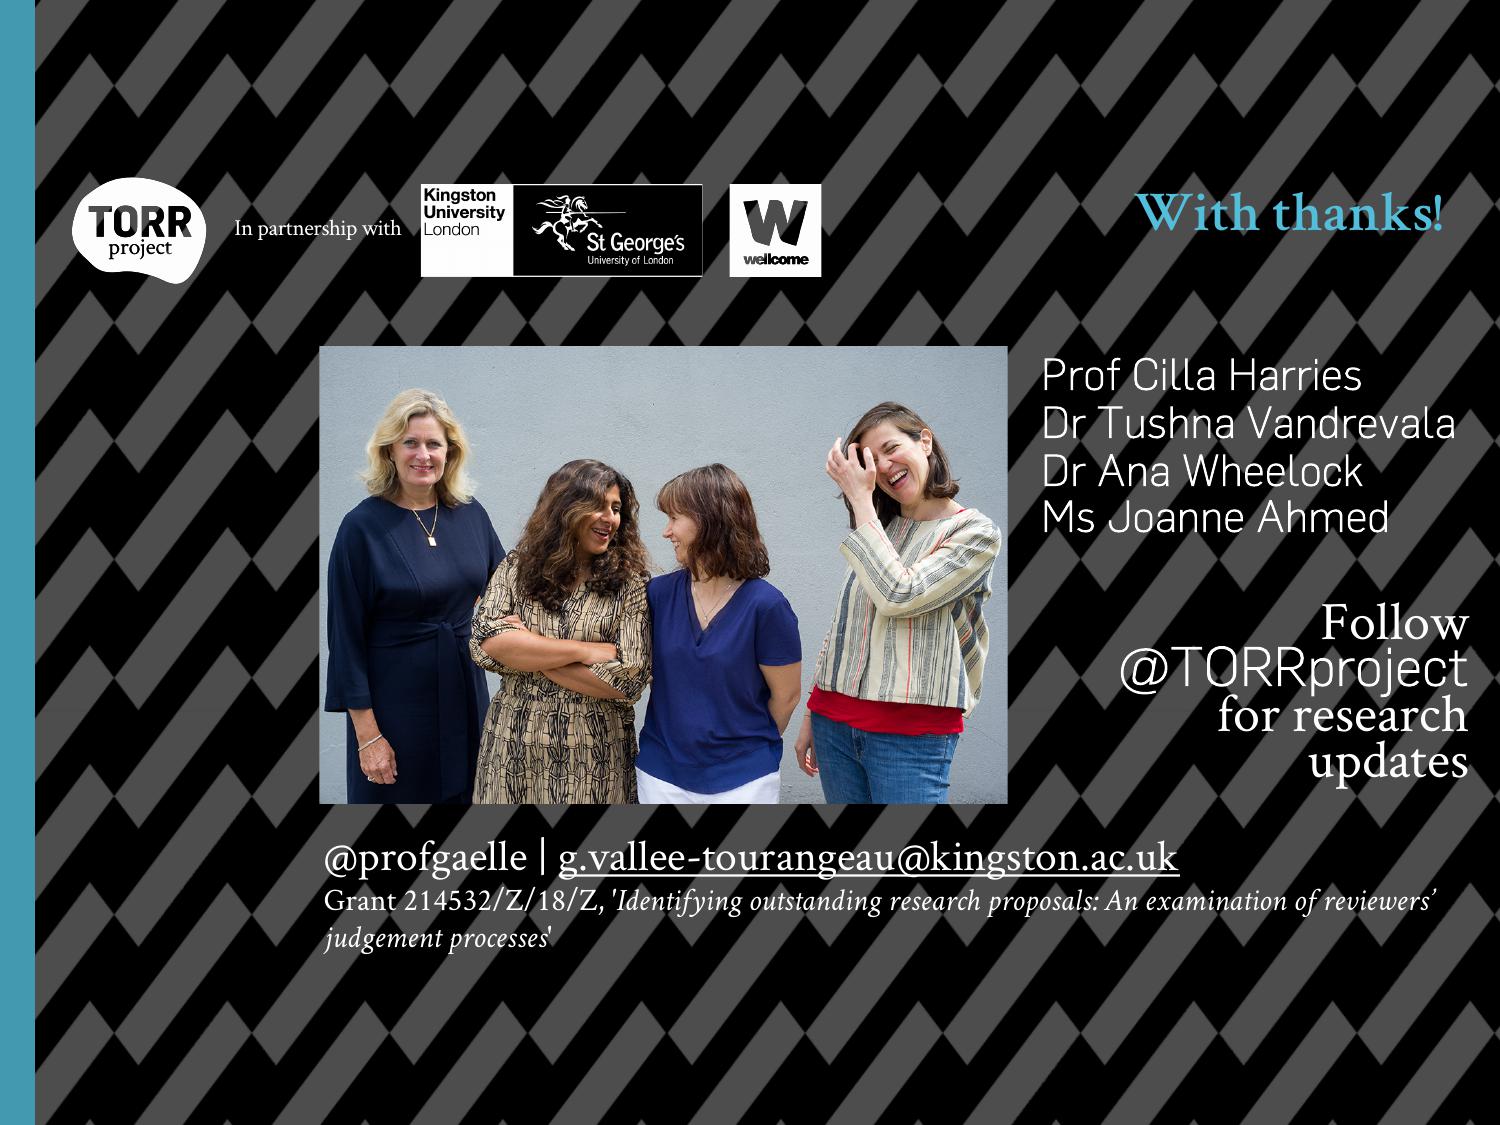 TORR
project
In partnership with
Kingston
University
London
St George's
University of London
W
wellcome
With thanks!
Prof Cilla Harries
Dr Tushna Vandrevala
Dr Ana Wheelock
Ms Joanne Ahmed
Follow
@TORRproject
for research
updates
@profgaelle | g.vallee-tourangeau@kingston.ac.uk
Grant 214532/Z/18/Z, 'Identifying outstanding research proposals: An examination of reviewers’
judgement processes'